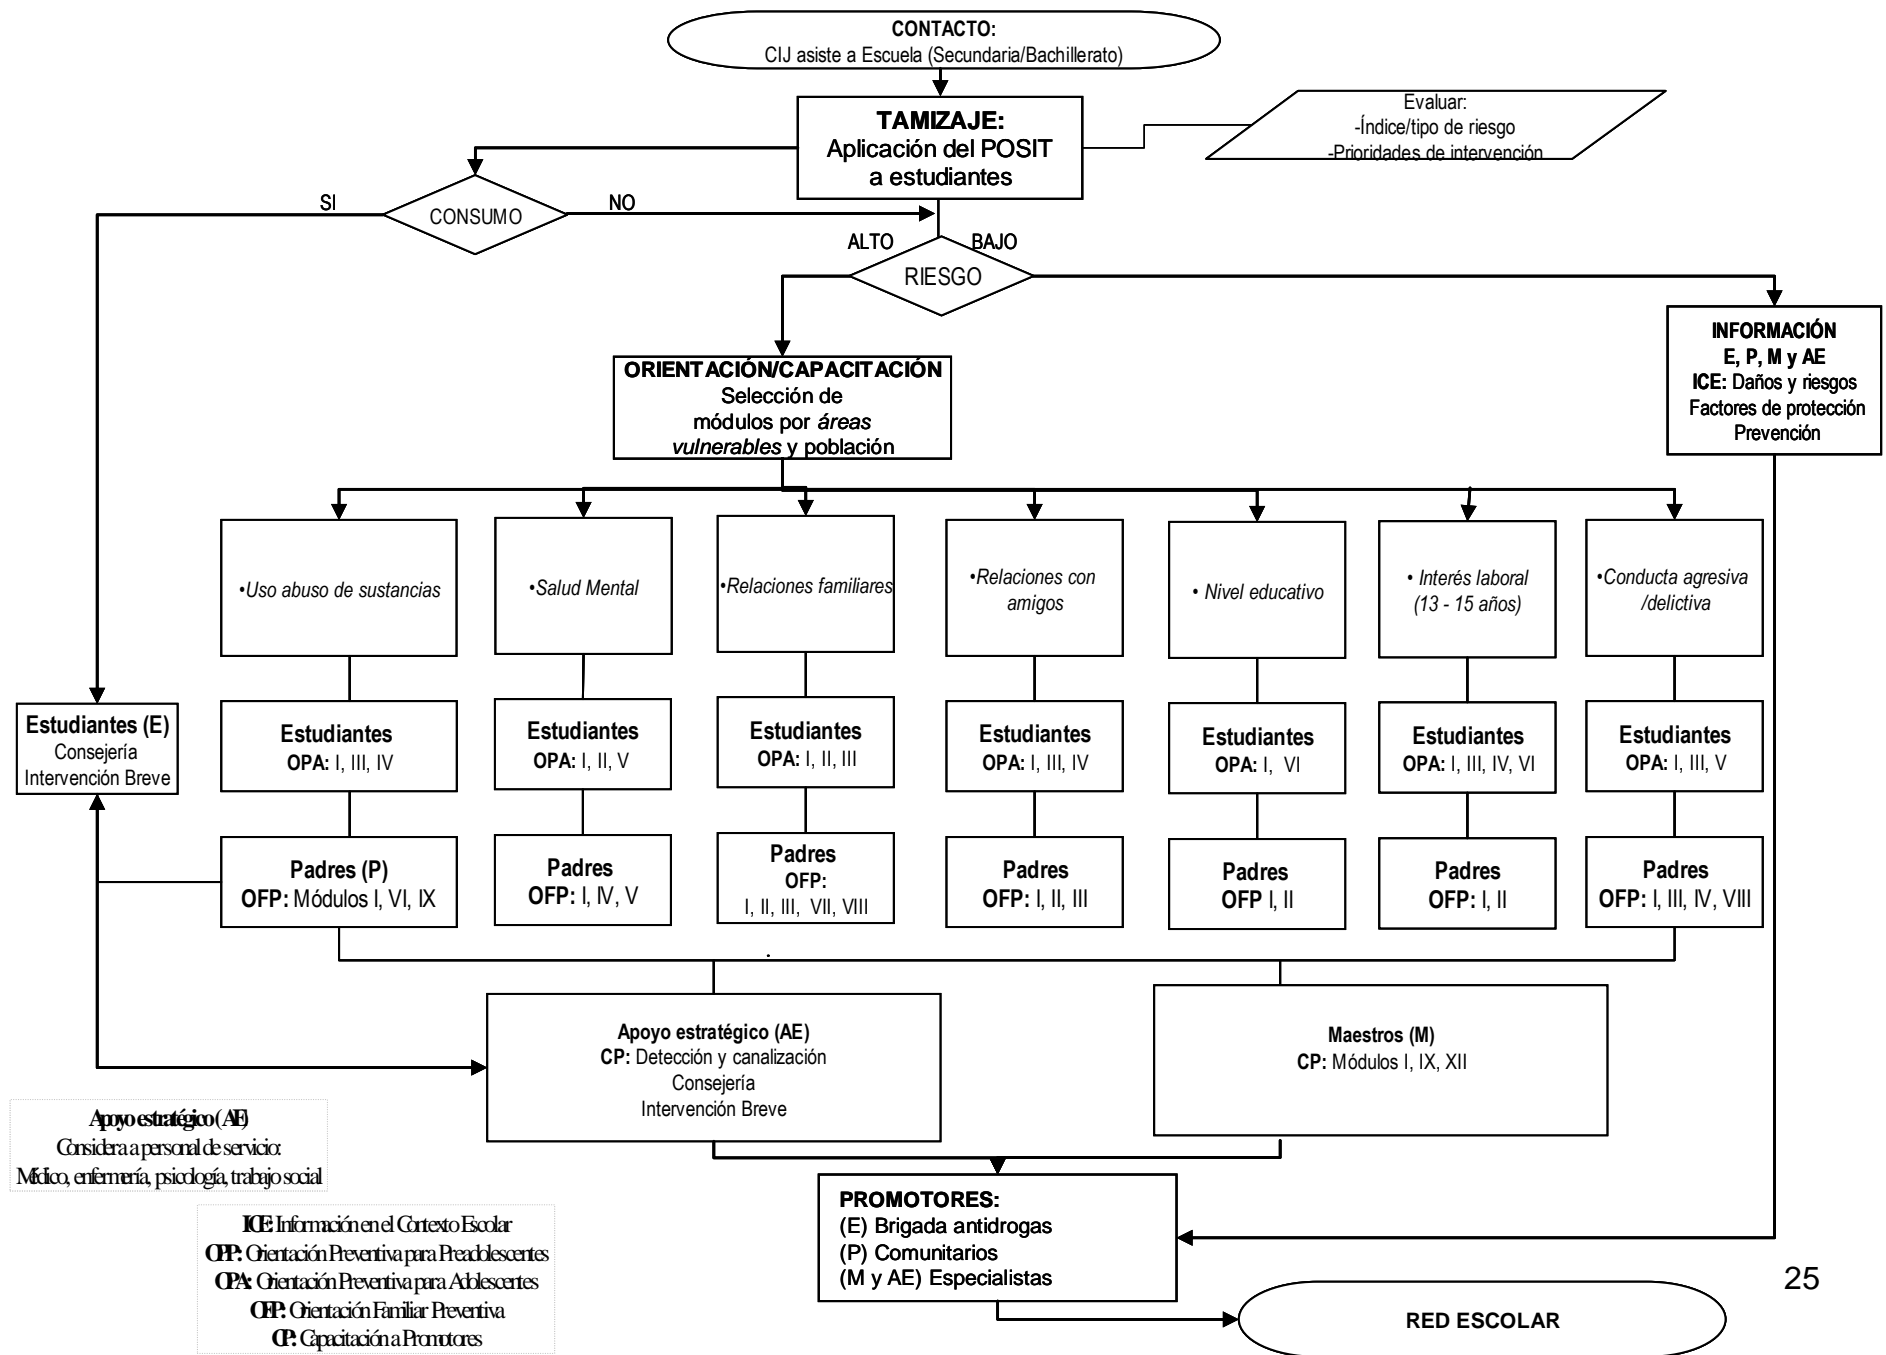 CONTACTO:
CIJ asiste a Escuela (Secundaria/Bachillerato)
TAMIZAJE:
Aplicación del POSIT
a estudiantes
Evaluar:
-Índice/tipo de riesgo
-Prioridades de intervención
SI
CONSUMO
NO
ALTO
BAJO
RIESGO
INFORMACIÓN
E, P, M y AE
ICE: Daños y riesgos
Factores de protección
Prevención
ORIENTACIÓN/CAPACITACIÓN
Selección de
módulos por áreas
vulnerables y población
•Uso abuso de sustancias
•Salud Mental
•Relaciones familiares
•Relaciones con
amigos
• Nivel educativo
• Interés laboral
(13 - 15 años)
•Conducta agresiva
/delictiva
Estudiantes (E)
Consejería
Intervención Breve
Estudiantes
OPA: I, III, IV
Estudiantes
OPA: I, II, V
Estudiantes
OPA: I, II, III
Estudiantes
OPA: I, III, IV
Estudiantes
OPA: I, VI
Estudiantes
OPA: I, III, IV, VI
Estudiantes
OPA: I, III, V
Padres (P)
OFP: Módulos I, VI, IX
Padres
OFP: I, IV, V
Padres
OFP:
I, II, III, VII, VIII
Padres
OFP: I, II, III
Padres
OFP I, II
Padres
OFP: I, II
Padres
OFP: I, III, IV, VIII
Apoyo estratégico (AE)
CP: Detección y canalización
Consejería
Intervención Breve
Maestros (M)
CP: Módulos I, IX, XII
Apoyo estratégico (AE)
Considera a personal de servicio:
Médico, enfermería, psicología, trabajo social
PROMOTORES:
(E) Brigada antidrogas
(P) Comunitarios
(M y AE) Especialistas
ICE: Información en el Contexto Escolar
OPP: Orientación Preventiva para Preadolescentes
OPA: Orientación Preventiva para Adolescentes
OFP: Orientación Familiar Preventiva
CP: Capacitación a Promotores
25
RED ESCOLAR